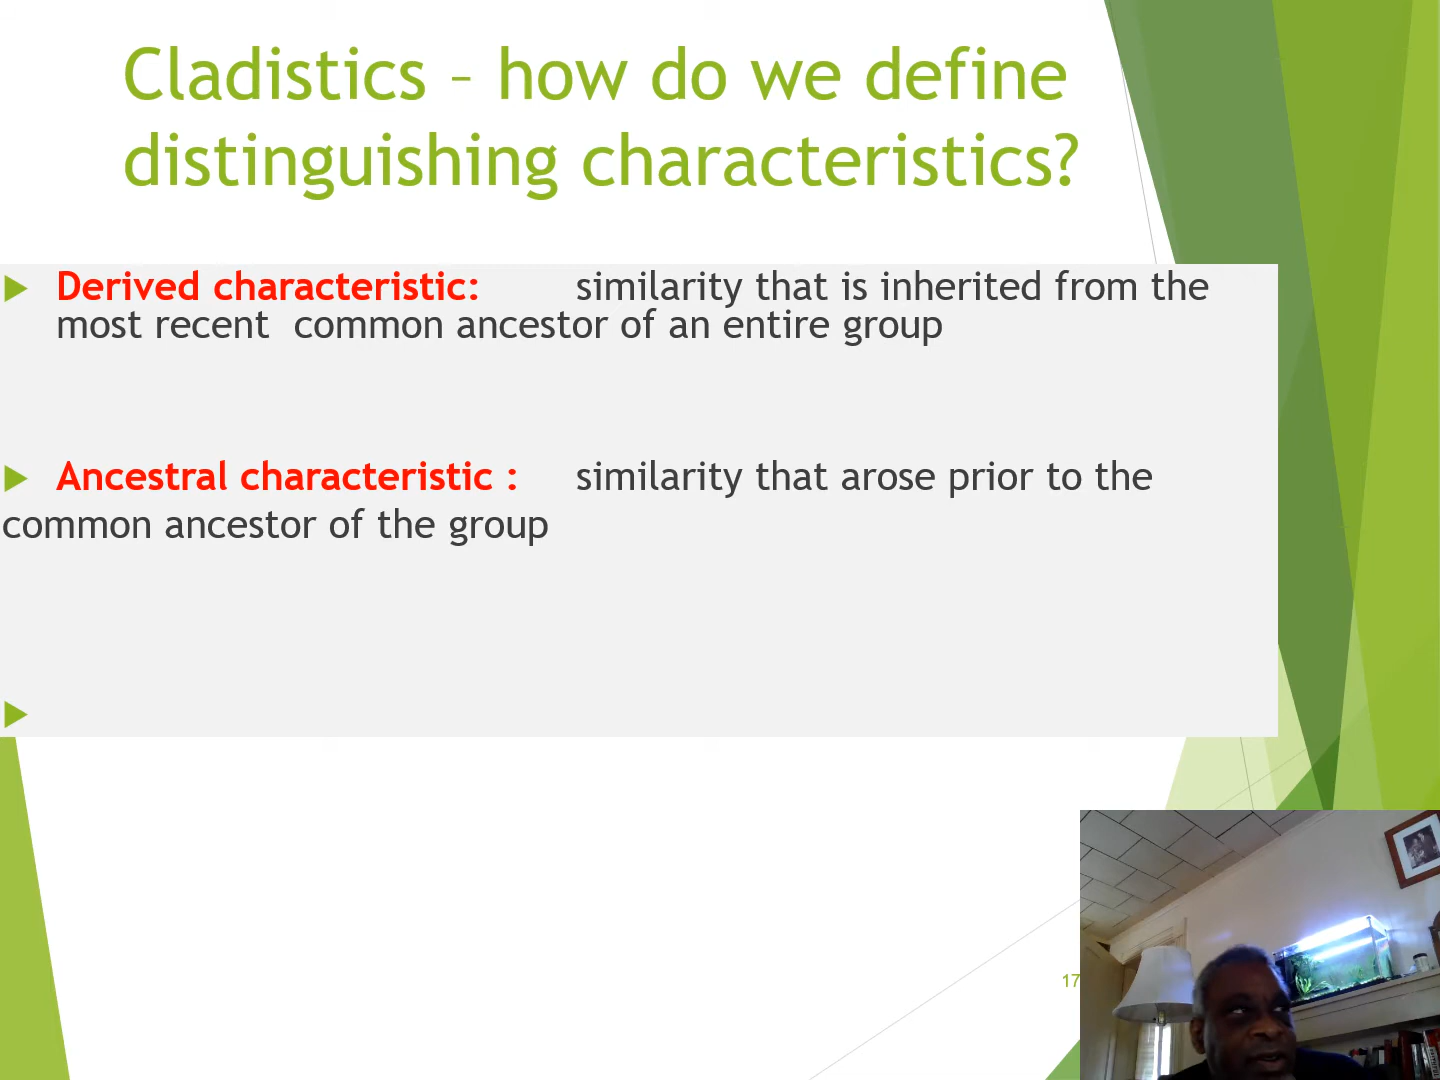 Cladistics – how do we define
distinguishing characteristics?
Derived characteristic: similarity that is inherited from the
most recent common ancestor of an entire group
Ancestral characteristic : similarity that arose prior to the
common ancestor of the group
17